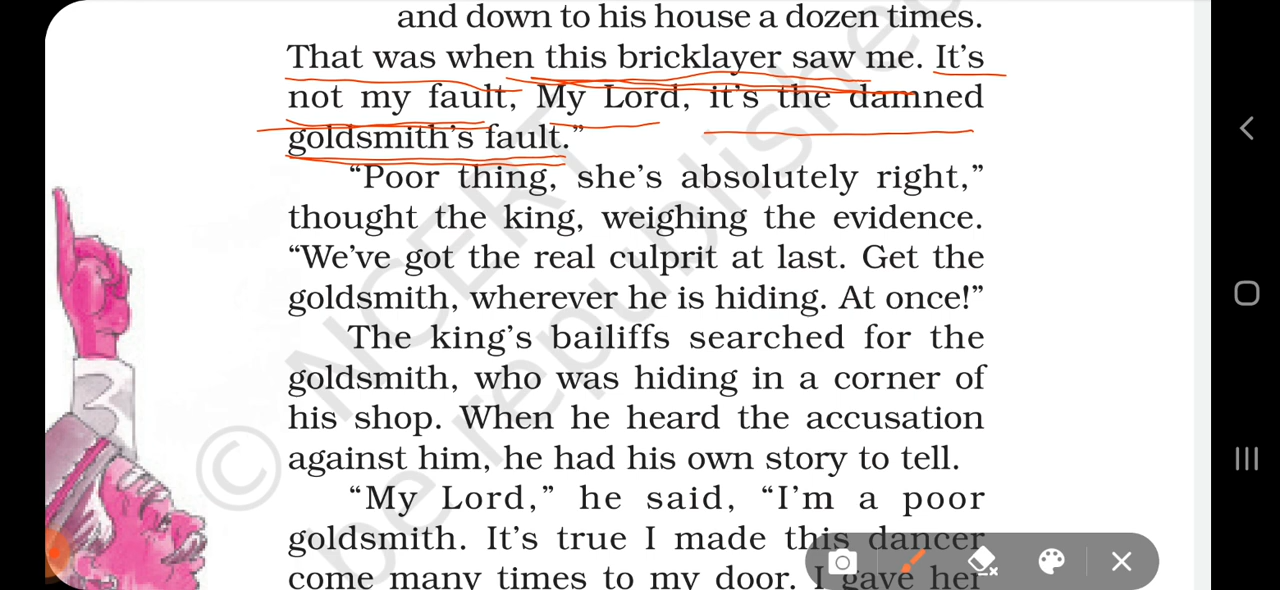 and down to his house a dozen times.
That was when this bricklayer saw me. It's
not my fault, My Lord, it's the damned
goldsmith's fault.”
“Poor thing, she's absolutely right,”
thought the king, weighing the evidence.
“We've got the real culprit at last. Get the
goldsmith, wherever he is hiding. At once!”
The king's bailiffs searched for the
goldsmith, who was hiding in a corner of
his shop. When he heard the accusation
against him, he had his own story to tell.
“My Lord,” he said, “I'm a poor
goldsmith. It's true I made this dancer
come many times to my door. I gave her
© NCERT
be republished